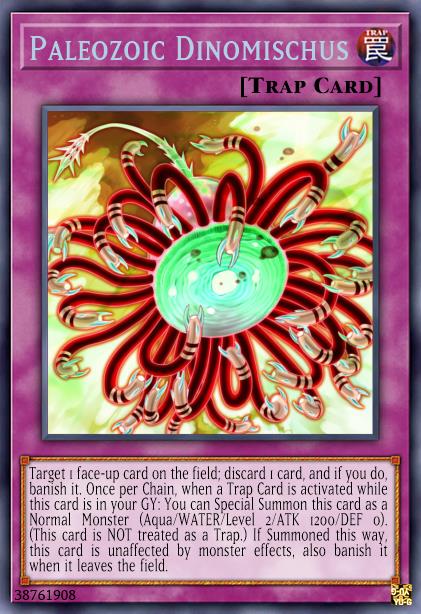 Paleozoic Dinomischus
TRAP
罠
[Trap Card]
Target 1 face-up card on the field; discard 1 card, and if you do,
banish it. Once per Chain, when a Trap Card is activated while
this card is in your GY: You can Special Summon this card as a
Normal Monster (Aqua/WATER/Level 2/ATK 1200/DEF 0).
(This card is NOT treated as a Trap.) If Summoned this way,
this card is unaffected by monster effects, also banish it
when it leaves the field.
38761908